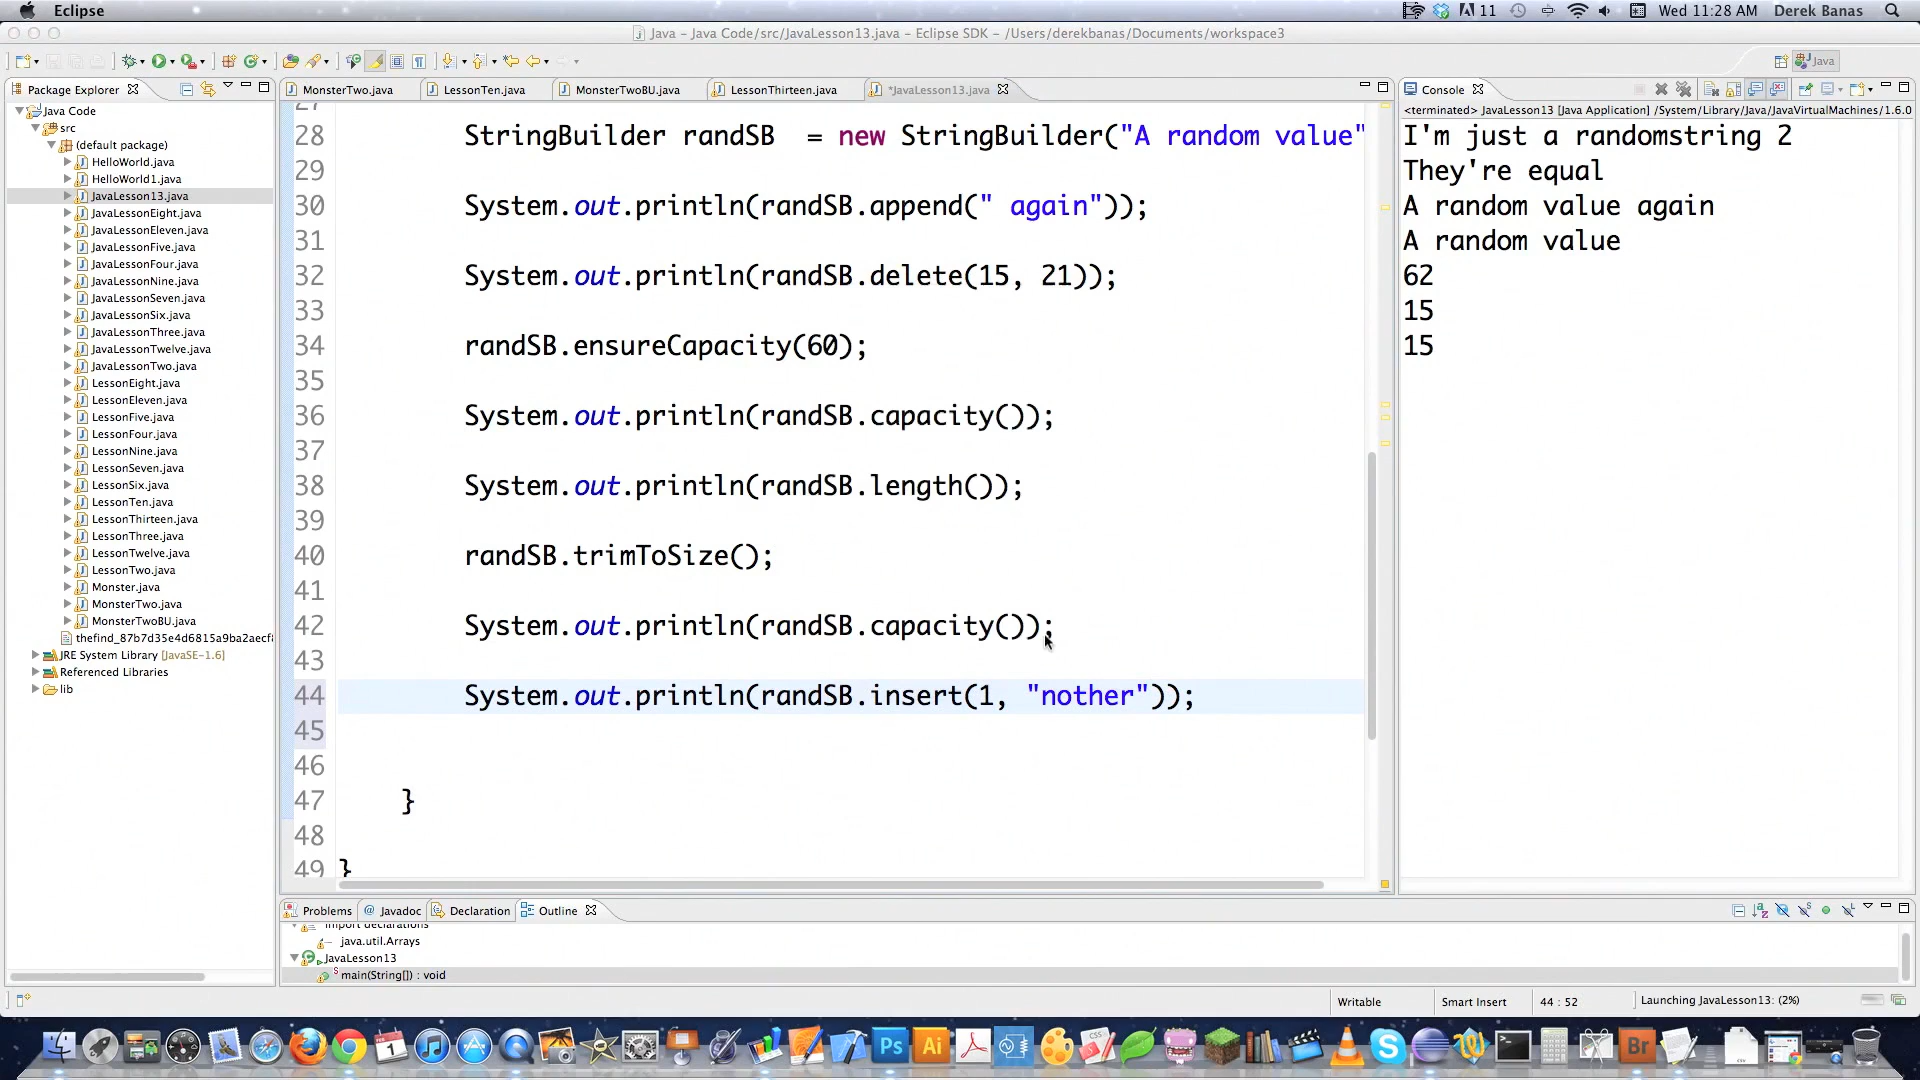 Eclipse
11
Wed 11:28 AM
Derek Banas
Java – Java Code/src/JavaLesson13.java – Eclipse SDK – /Users/derekbanas/Documents/workspace3
Java
Package Explorer
Java Code
src
(default package)
HelloWorld.java
HelloWorld1.java
JavaLesson13.java
JavaLessonEight.java
JavaLessonEleven.java
JavaLessonFive.java
JavaLessonFour.java
JavaLessonNine.java
JavaLessonSeven.java
JavaLessonSix.java
JavaLessonThree.java
JavaLessonTwelve.java
JavaLessonTwo.java
LessonEight.java
LessonEleven.java
LessonFive.java
LessonFour.java
LessonNine.java
LessonSeven.java
LessonSix.java
LessonTen.java
LessonThirteen.java
LessonThree.java
LessonTwelve.java
LessonTwo.java
Monster.java
MonsterTwo.java
MonsterTwoBU.java
thefind_87b7d35e4d6815a9ba2aecf8
JRE System Library [JavaSE-1.6]
Referenced Libraries
lib
MonsterTwo.java
LessonTen.java
MonsterTwoBU.java
LessonThirteen.java
*JavaLesson13.java
27
28 StringBuilder randSB = new StringBuilder("A random value"
29
30 System.out.println(randSB.append(" again"));
31
32 System.out.println(randSB.delete(15, 21));
33
34 randSB.ensureCapacity(60);
35
36 System.out.println(randSB.capacity());
37
38 System.out.println(randSB.length());
39
40 randSB.trimToSize();
41
42 System.out.println(randSB.capacity());
43
44 System.out.println(randSB.insert(1, "nother"));
45
46
47 }
48
49 }
Console
<terminated> JavaLesson13 [Java Application] /System/Library/Java/JavaVirtualMachines/1.6.0
I'm just a randomstring 2
They're equal
A random value again
A random value
62
15
15
Problems
@ Javadoc
Declaration
Outline
import declarations
java.util.Arrays
JavaLesson13
main(String[]) : void
Writable
Smart Insert
44 : 52
Launching JavaLesson13: (2%)
Ps
Ai
Br